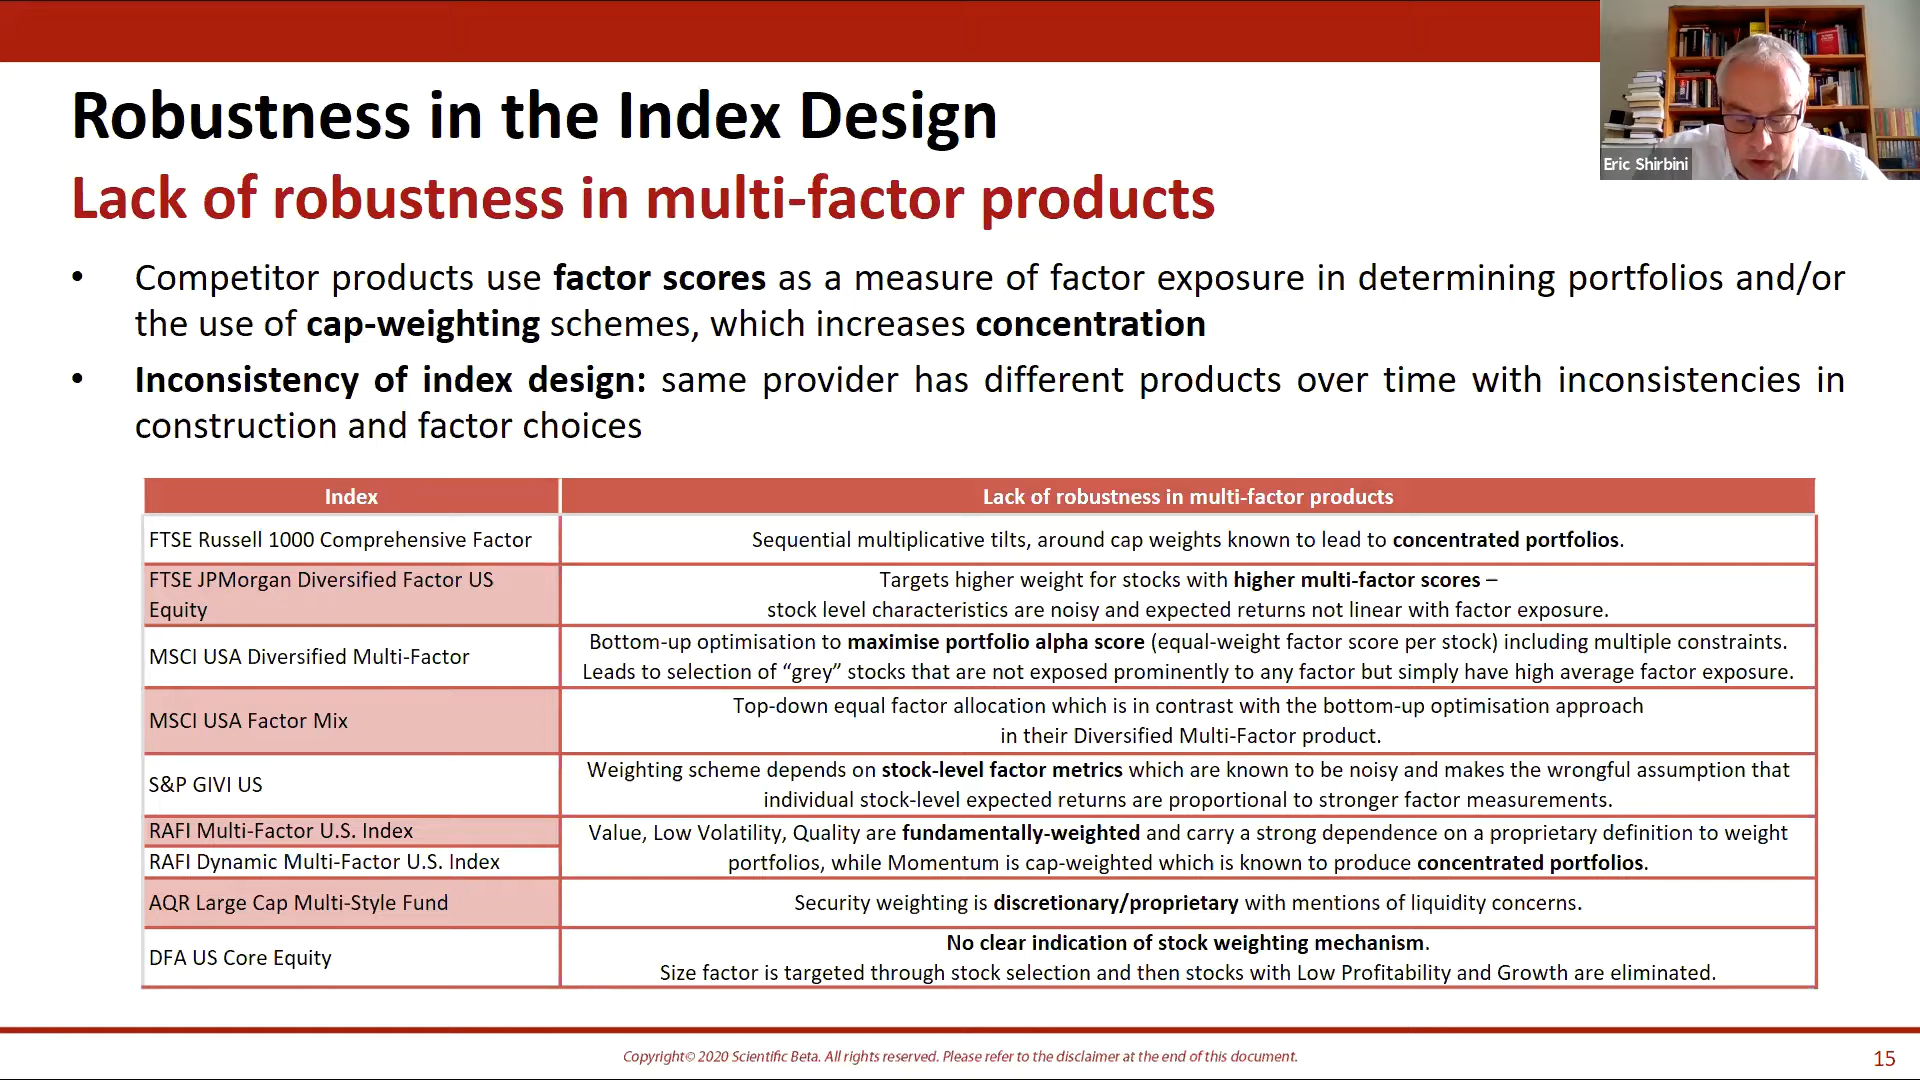 Robustness in the Index Design
Eric Shirbini
Lack of robustness in multi-factor products
• Competitor products use factor scores as a measure of factor exposure in determining portfolios and/or
the use of cap-weighting schemes, which increases concentration
• Inconsistency of index design: same provider has different products over time with inconsistencies in
construction and factor choices
Index
Lack of robustness in multi-factor products
FTSE Russell 1000 Comprehensive Factor
Sequential multiplicative tilts, around cap weights known to lead to concentrated portfolios.
FTSE JPMorgan Diversified Factor US
Equity
Targets higher weight for stocks with higher multi-factor scores –
stock level characteristics are noisy and expected returns not linear with factor exposure.
MSCI USA Diversified Multi-Factor
Bottom-up optimisation to maximise portfolio alpha score (equal-weight factor score per stock) including multiple constraints.
Leads to selection of “grey” stocks that are not exposed prominently to any factor but simply have high average factor exposure.
MSCI USA Factor Mix
Top-down equal factor allocation which is in contrast with the bottom-up optimisation approach
in their Diversified Multi-Factor product.
S&P GIVI US
Weighting scheme depends on stock-level factor metrics which are known to be noisy and makes the wrongful assumption that
individual stock-level expected returns are proportional to stronger factor measurements.
RAFI Multi-Factor U.S. Index
RAFI Dynamic Multi-Factor U.S. Index
Value, Low Volatility, Quality are fundamentally-weighted and carry a strong dependence on a proprietary definition to weight
portfolios, while Momentum is cap-weighted which is known to produce concentrated portfolios.
AQR Large Cap Multi-Style Fund
Security weighting is discretionary/proprietary with mentions of liquidity concerns.
DFA US Core Equity
No clear indication of stock weighting mechanism.
Size factor is targeted through stock selection and then stocks with Low Profitability and Growth are eliminated.
Copyright© 2020 Scientific Beta. All rights reserved. Please refer to the disclaimer at the end of this document.
15